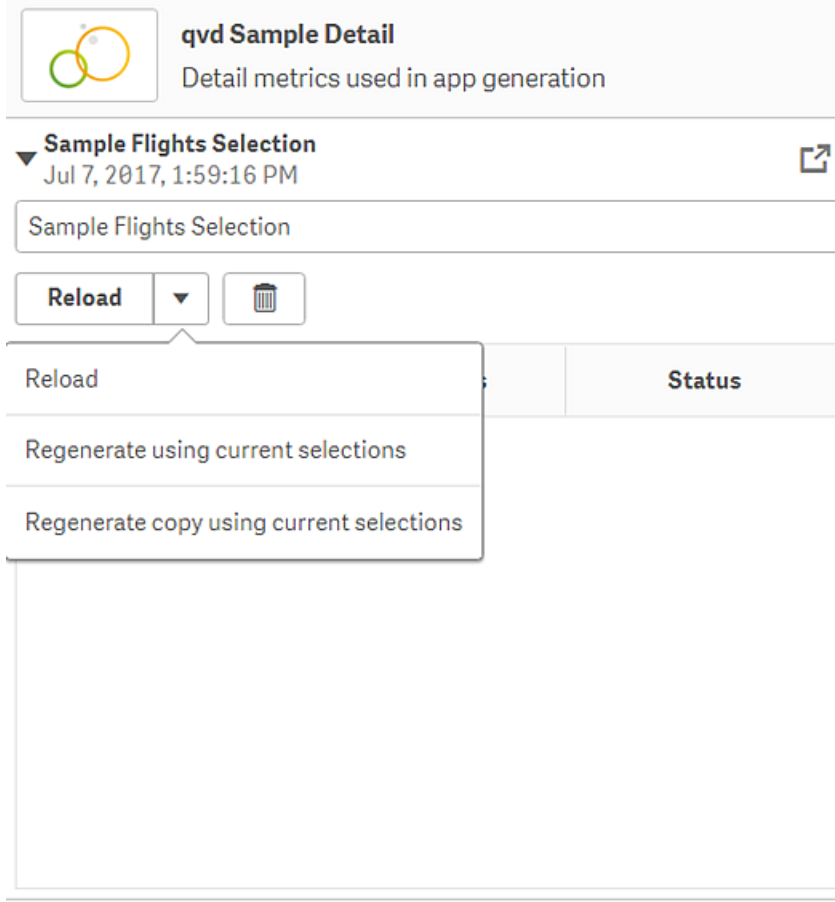 qvd Sample Detail
Detail metrics used in app generation
Sample Flights Selection
Jul 7, 2017, 1:59:16 PM
Sample Flights Selection
Reload
Reload
Status
Regenerate using current selections
Regenerate copy using current selections